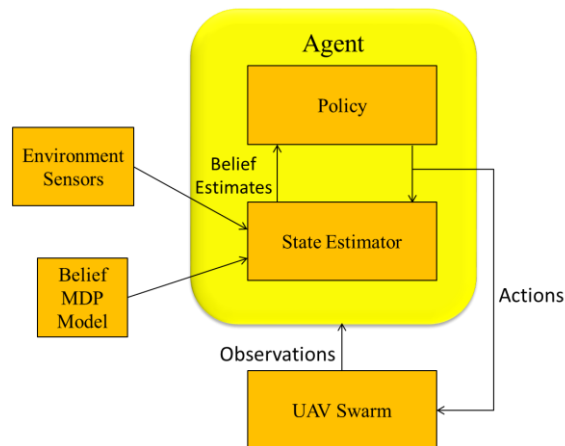 Agent
Policy
Environment
Sensors
Belief
Estimates
State Estimator
Belief
MDP
Model
Actions
Observations
UAV Swarm